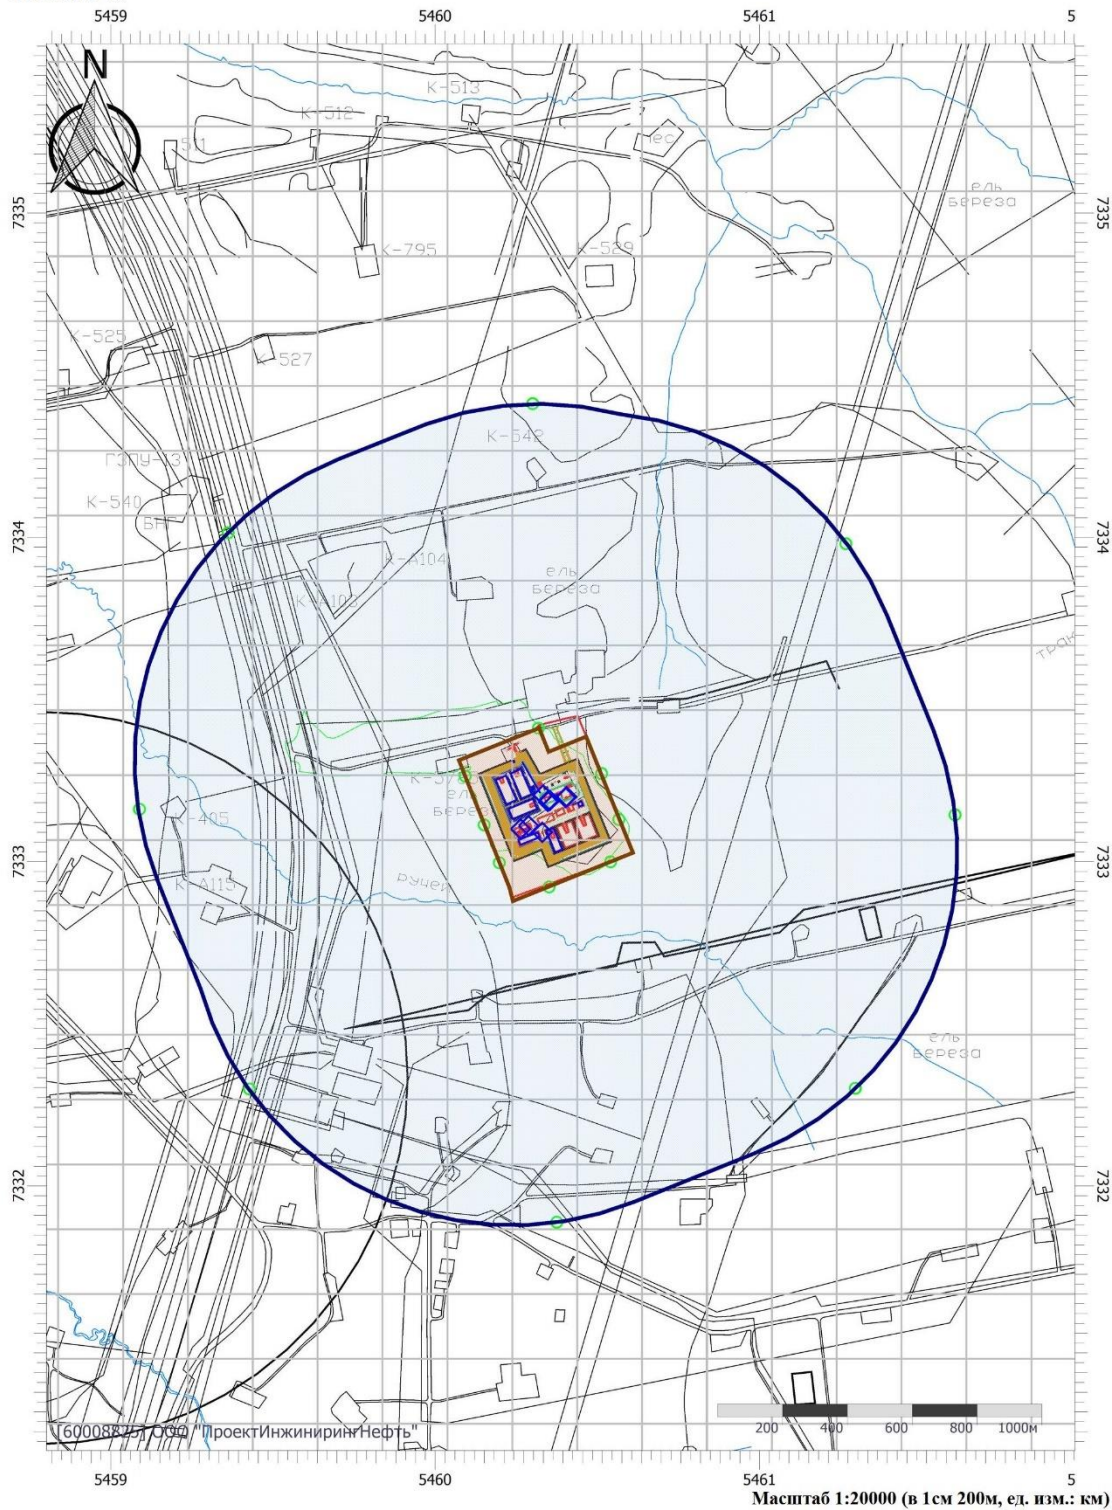 5459 5460 5461 5
N
К-513
К-512
511
лес
ель
береза
7335
7335
К-795
К-529
К-525
К-527
К-542
ГЗПУ-13
К-540
7334
7334
К-А104
ель
береза
К-А103
трак
ель
береза
К-405
7333
7333
К-А115
ручей
ель
береза
7332
7332
[60008825] ООО "ПроектИнжинирингНефть"
200 400 600 800 1000м
5459 5460 5461 5
Масштаб 1:20000 (в 1см 200м, ед. изм.: км)